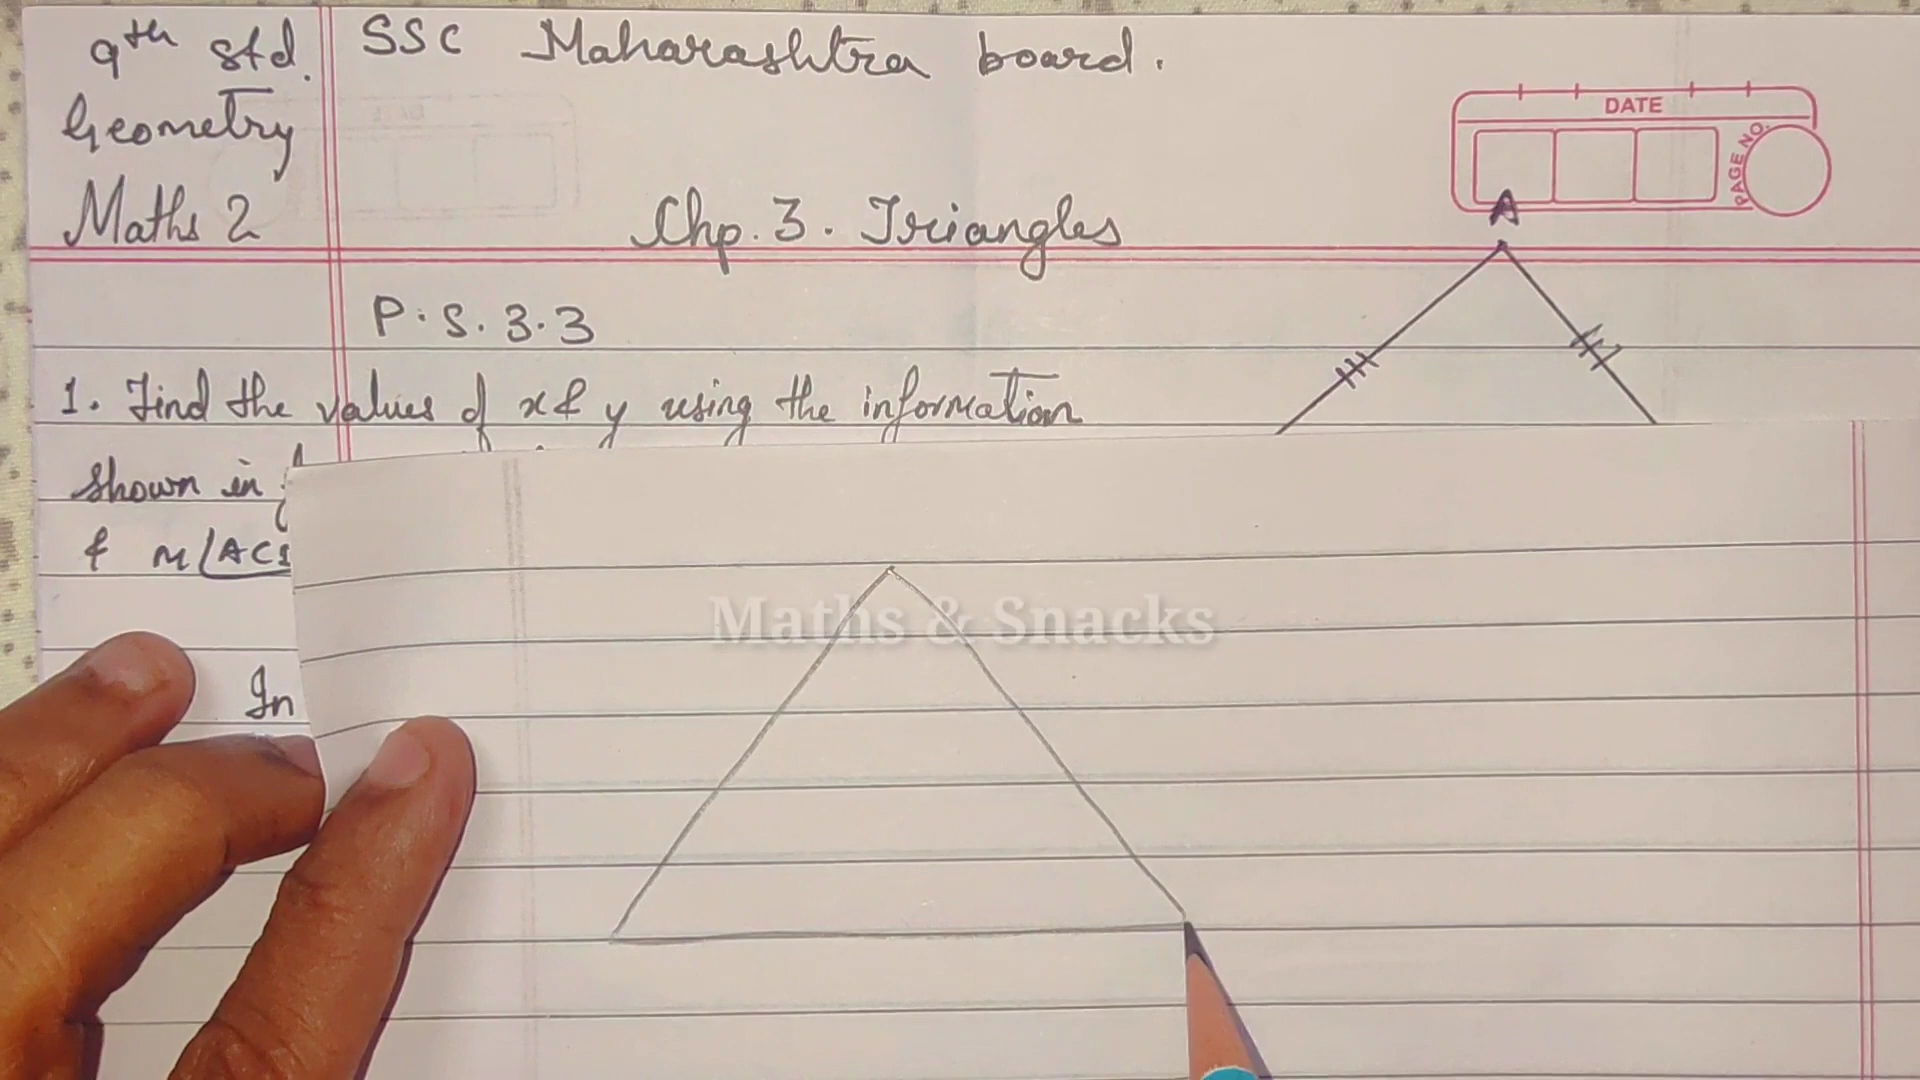 9th std. SSC Maharashtra board.
Geometry
Maths 2
Chp. 3. Triangles
DATE
PAGE NO.
A
P.S. 3.3
1. Find the values of x & y using the information
shown in
& m∠AC
In
Maths & Snacks